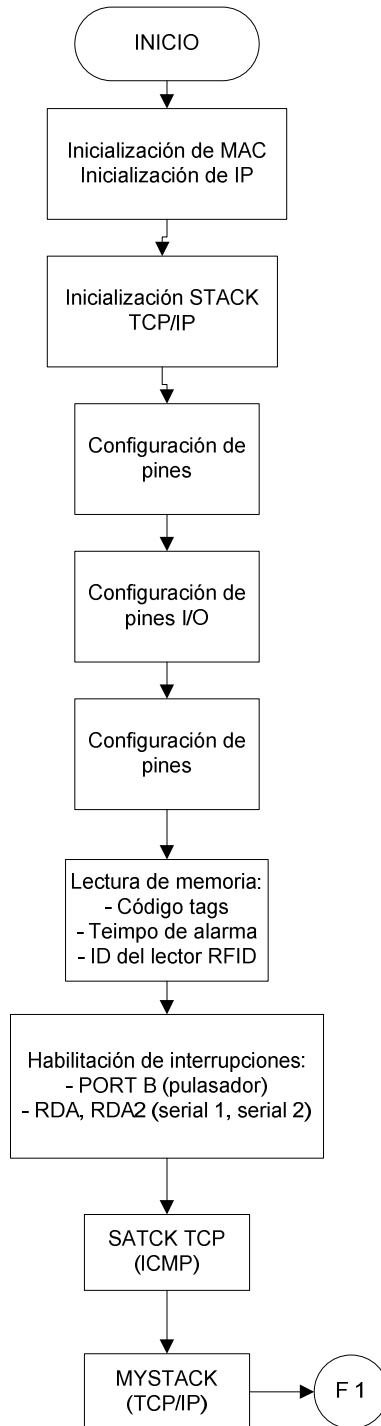 INICIO
Inicialización de MAC
Inicialización de IP
Inicialización STACK
TCP/IP
Configuración de
pines
Configuración de
pines I/O
Configuración de
pines
Lectura de memoria:
- Código tags
- Teimpo de alarma
- ID del lector RFID
Habilitación de interrupciones:
- PORT B (pulasador)
- RDA, RDA2 (serial 1, serial 2)
SATCK TCP
(ICMP)
MYSTACK
(TCP/IP)
F 1